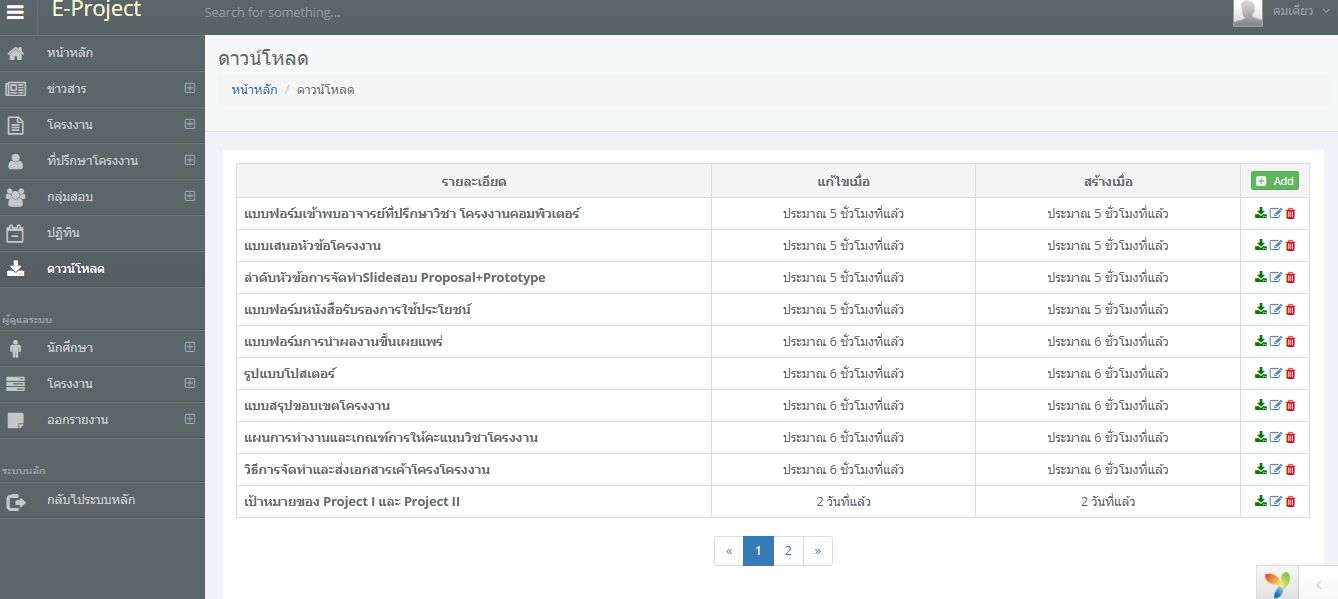 E-Project
Search for something...
คมเดียว
หน้าหลัก
ข่าวสาร
โครงงาน
ที่ปรึกษาโครงงาน
กลุ่มสอบ
ปฏิทิน
ดาวน์โหลด
ผู้ดูแลระบบ
นักศึกษา
โครงงาน
ออกรายงาน
ระบบหลัก
กลับไประบบหลัก
ดาวน์โหลด
หน้าหลัก / ดาวน์โหลด
รายละเอียด แก้ไขเมื่อ สร้างเมื่อ Add
แบบฟอร์มเข้าพบอาจารย์ที่ปรึกษาวิชา โครงงานคอมพิวเตอร์ ประมาณ 5 ชั่วโมงที่แล้ว ประมาณ 5 ชั่วโมงที่แล้ว
แบบเสนอหัวข้อโครงงาน ประมาณ 5 ชั่วโมงที่แล้ว ประมาณ 5 ชั่วโมงที่แล้ว
ลำดับหัวข้อการจัดทำSlideสอบ Proposal+Prototype ประมาณ 5 ชั่วโมงที่แล้ว ประมาณ 5 ชั่วโมงที่แล้ว
แบบฟอร์มหนังสือรับรองการใช้ประโยชน์ ประมาณ 5 ชั่วโมงที่แล้ว ประมาณ 5 ชั่วโมงที่แล้ว
แบบฟอร์มการนำผลงานขึ้นเผยแพร่ ประมาณ 6 ชั่วโมงที่แล้ว ประมาณ 6 ชั่วโมงที่แล้ว
รูปแบบโปสเตอร์ ประมาณ 6 ชั่วโมงที่แล้ว ประมาณ 6 ชั่วโมงที่แล้ว
แบบสรุปขอบเขตโครงงาน ประมาณ 6 ชั่วโมงที่แล้ว ประมาณ 6 ชั่วโมงที่แล้ว
แผนการทำงานและเกณฑ์การให้คะแนนวิชาโครงงาน ประมาณ 6 ชั่วโมงที่แล้ว ประมาณ 6 ชั่วโมงที่แล้ว
วิธีการจัดทำและส่งเอกสารเค้าโครงโครงงาน ประมาณ 6 ชั่วโมงที่แล้ว ประมาณ 6 ชั่วโมงที่แล้ว
เป้าหมายของ Project I และ Project II 2 วันที่แล้ว 2 วันที่แล้ว
« 1 2 »